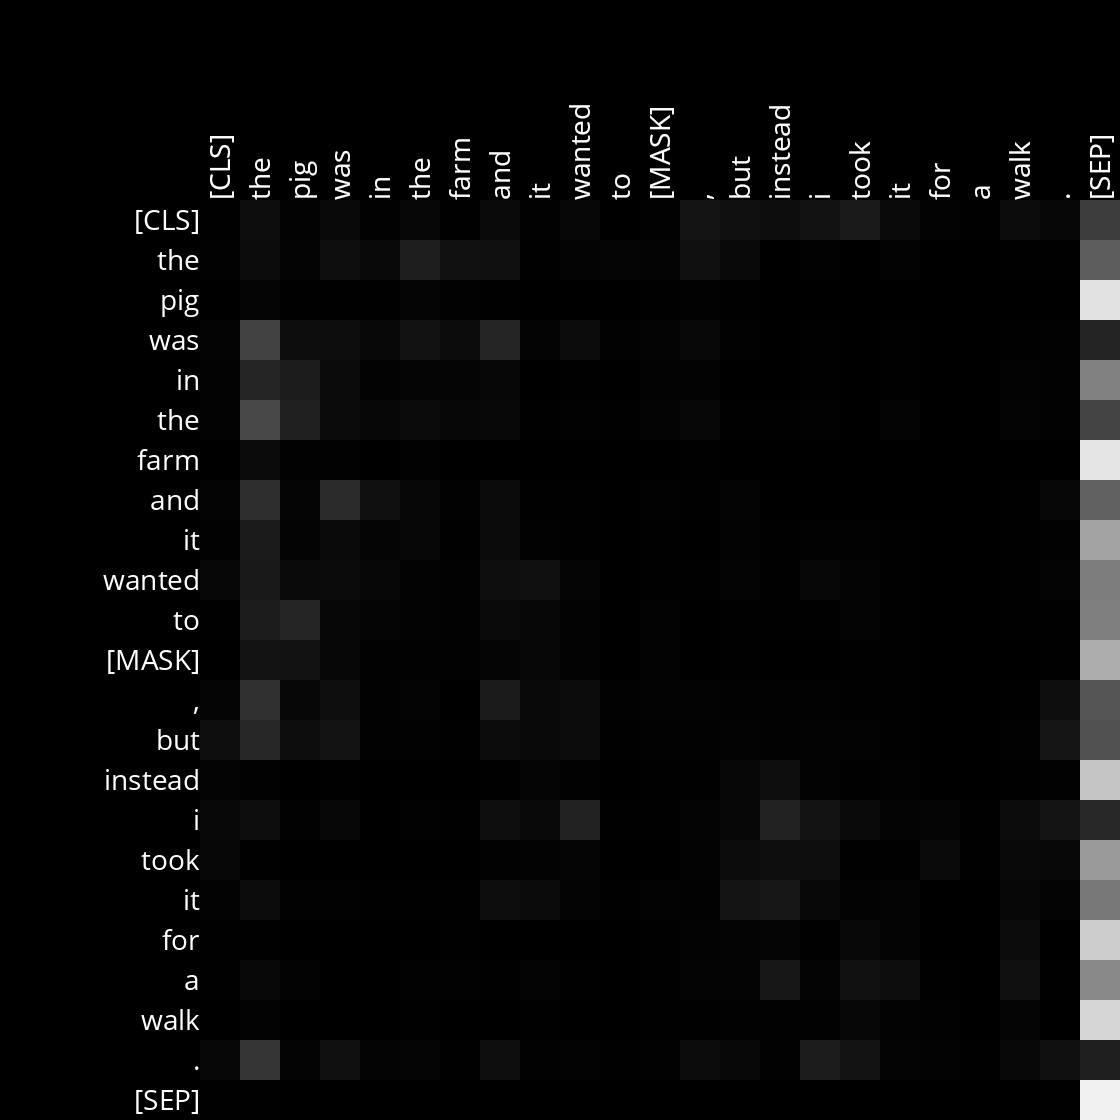 [CLS] the pig was in the farm and it wanted to [MASK] , but instead i took it for a walk . [SEP]
[CLS]
the
pig
was
in
the
farm
and
it
wanted
to
[MASK]
,
but
instead
i
took
it
for
a
walk
.
[SEP]